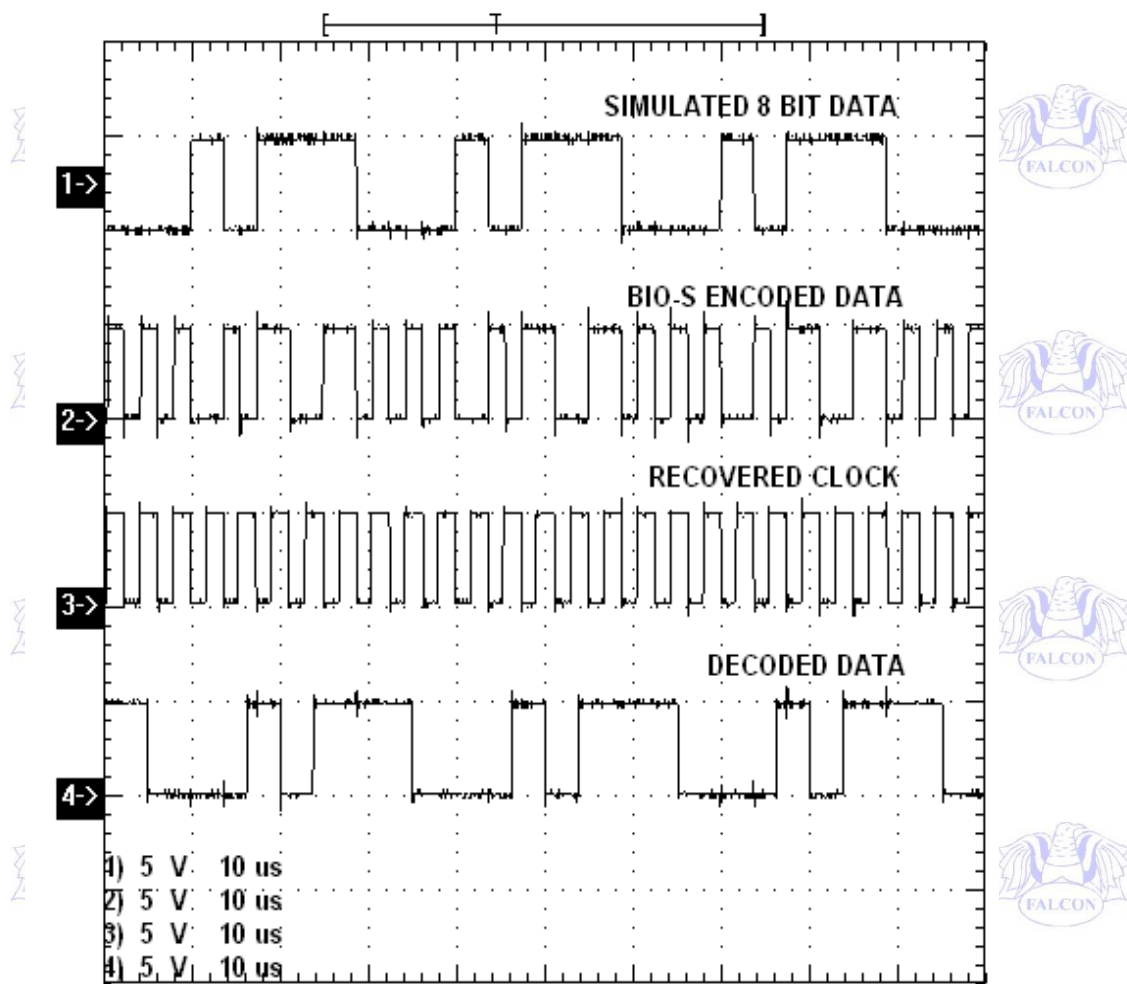 T
SIMULATED 8 BIT DATA
1->
BIO-S ENCODED DATA
2->
RECOVERED CLOCK
3->
DECODED DATA
4->
1) 5 V 10 us
2) 5 V 10 us
3) 5 V 10 us
4) 5 V 10 us
FALCON
FALCON
FALCON
FALCON